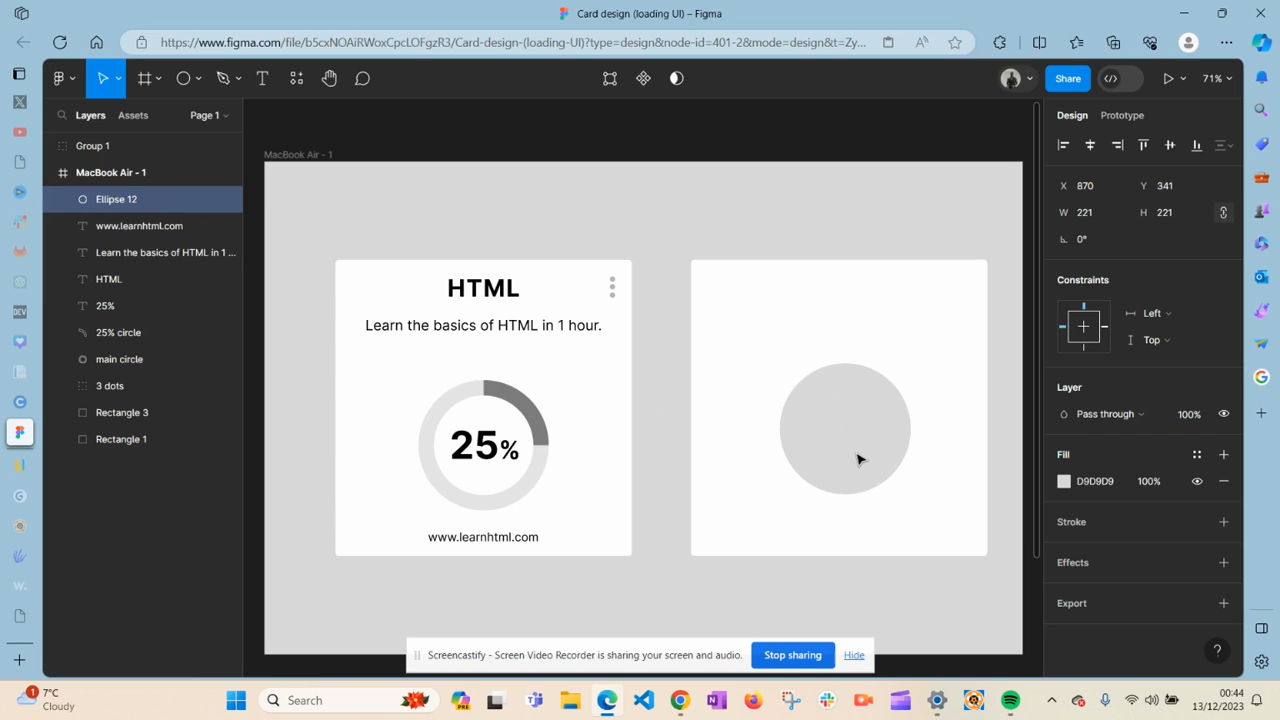 Card design (loading UI) – Figma
https://www.figma.com/file/b5cxNOAiRWoxCpcLOFgzR3/Card-design-(loading-UI)?type=design&node-id=401-2&mode=design&t=Zy...
Share
71%
Layers
Assets
Page 1
Design
Prototype
Group 1
MacBook Air - 1
MacBook Air - 1
Ellipse 12
X 870
Y 341
W 221
H 221
www.learnhtml.com
0°
Learn the basics of HTML in 1 ...
HTML
Constraints
25%
Left
25% circle
Top
main circle
3 dots
Layer
Rectangle 3
Pass through
100%
Rectangle 1
Fill
D9D9D9
100%
Stroke
Effects
Export
HTML
Learn the basics of HTML in 1 hour.
25%
www.learnhtml.com
Screencastify - Screen Video Recorder is sharing your screen and audio.
Stop sharing
Hide
?
DEV
W.
1
7°C
Cloudy
Search
PRE
00:44
13/12/2023